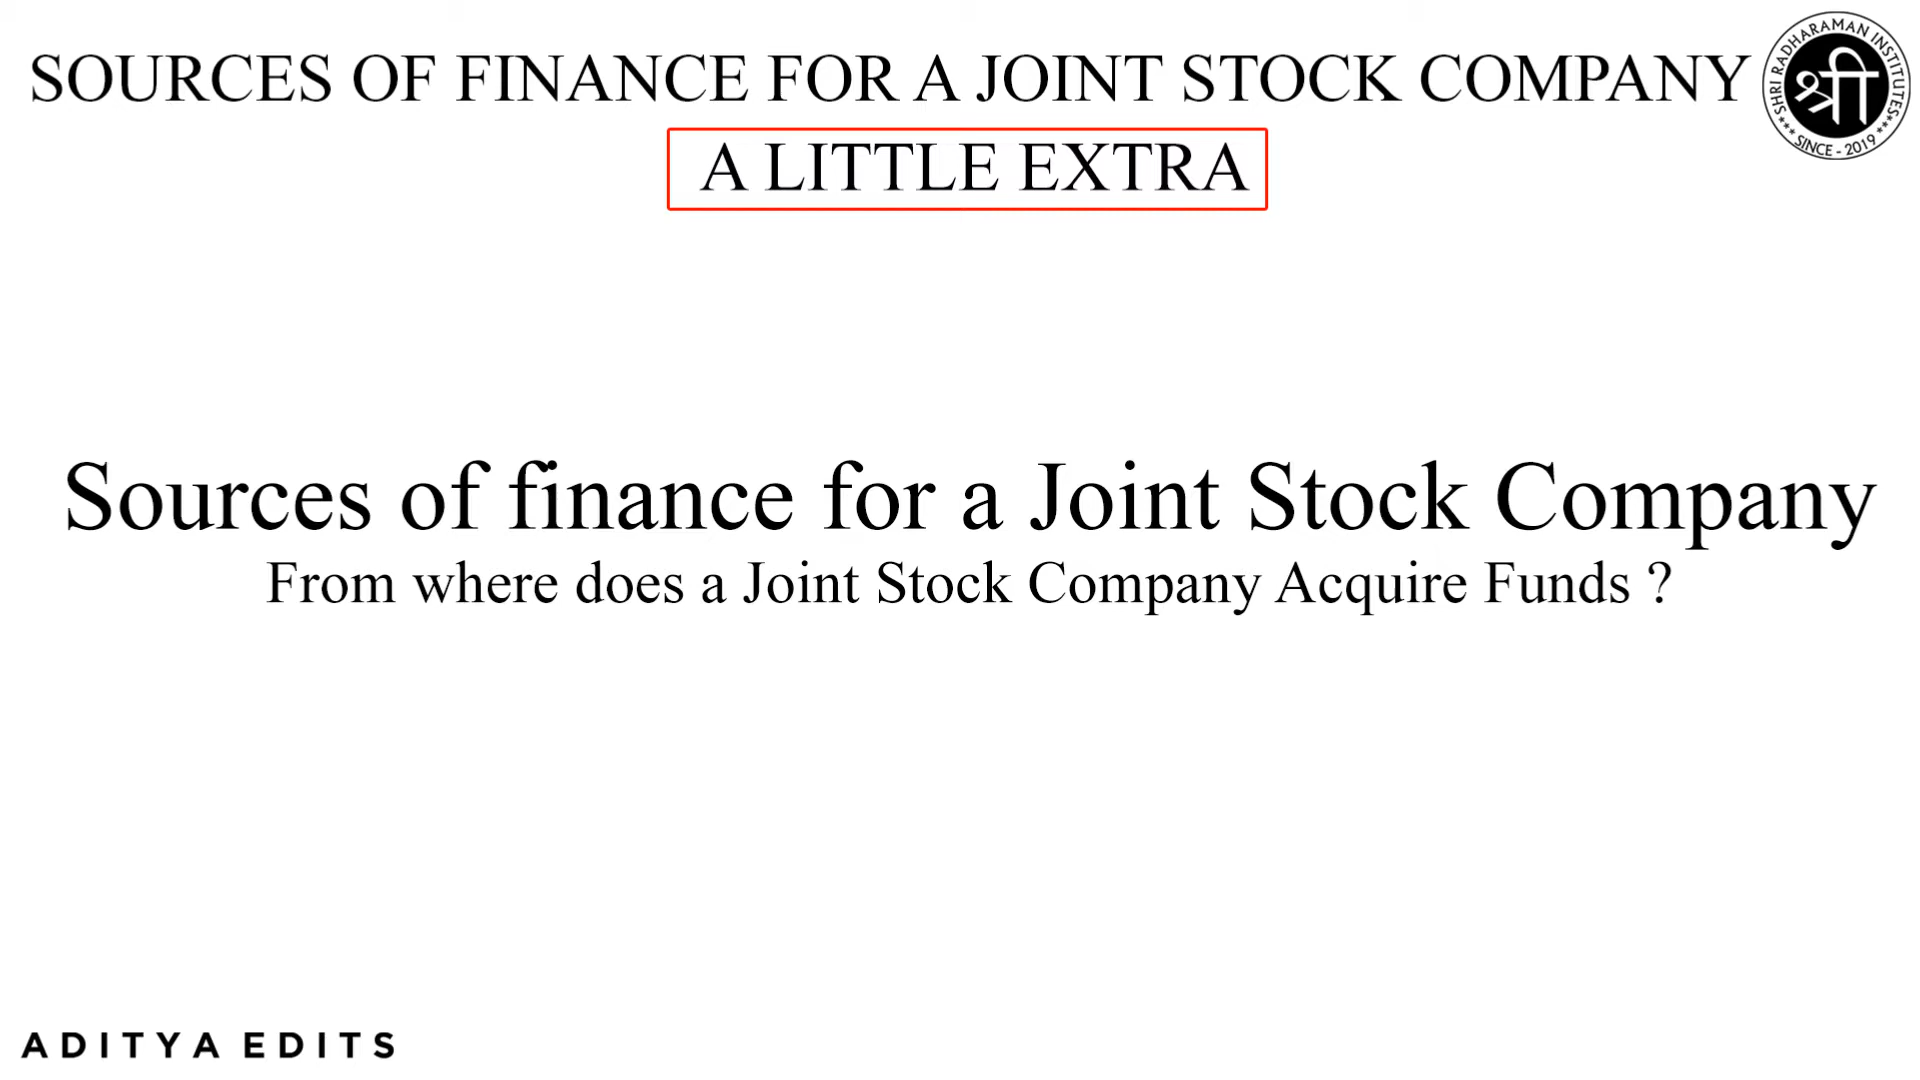 SOURCES OF FINANCE FOR A JOINT STOCK COMPANY
A LITTLE EXTRA
SHRI RADHARAMAN INSTITUTES
श्री
*** SINCE - 2019 ***
Sources of finance for a Joint Stock Company
From where does a Joint Stock Company Acquire Funds ?
ADITYA EDITS